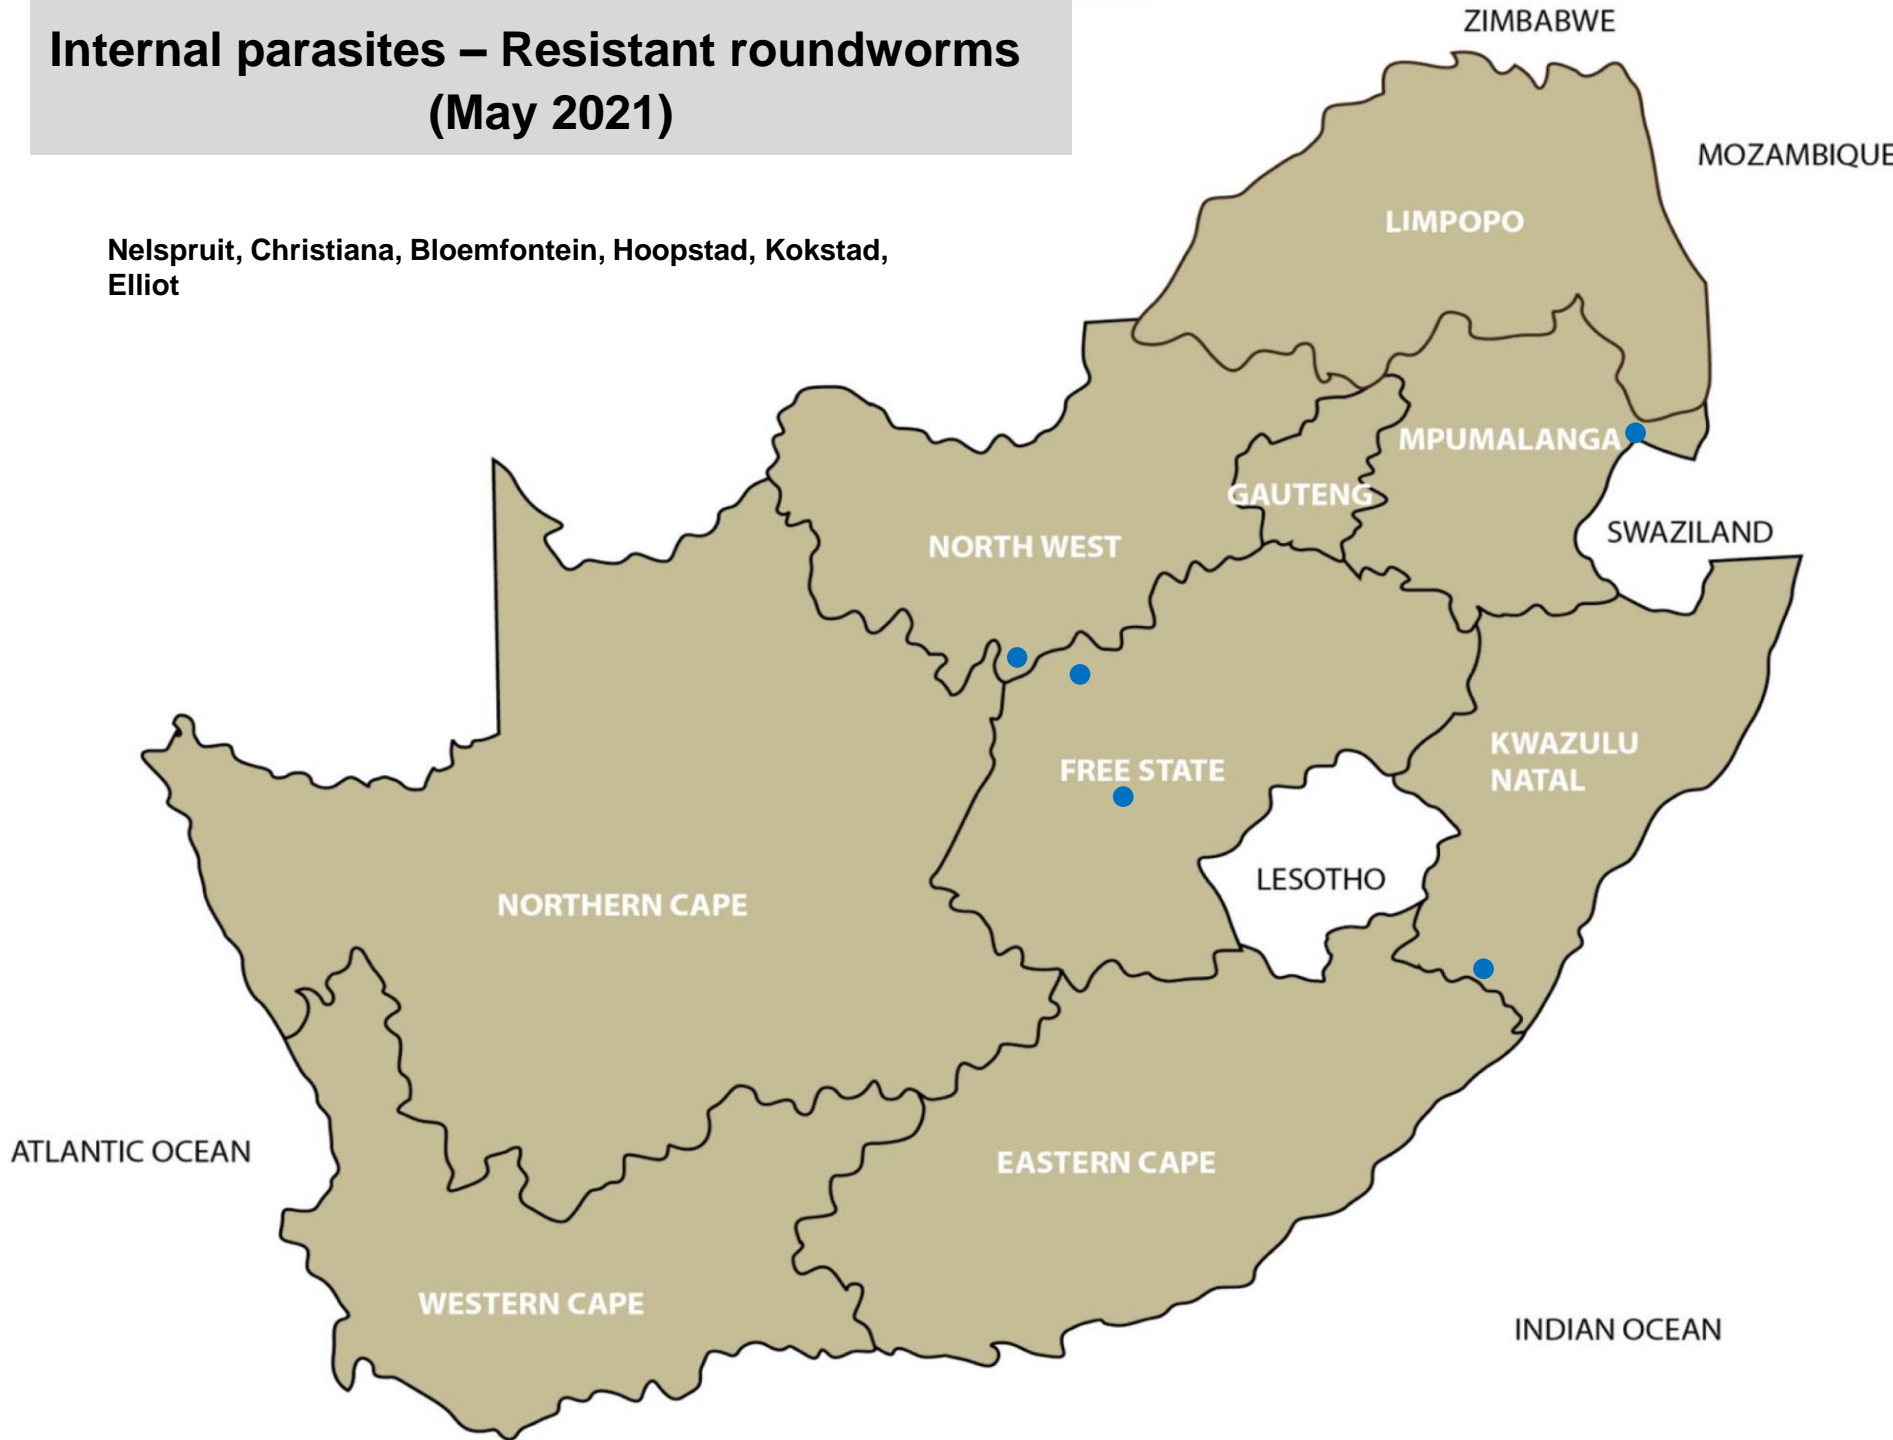 Internal parasites – Resistant roundworms
(May 2021)
Nelspruit, Christiana, Bloemfontein, Hoopstad, Kokstad,
Elliot
ZIMBABWE
MOZAMBIQUE
LIMPOPO
MPUMALANGA
GAUTENG
SWAZILAND
NORTH WEST
KWAZULU
NATAL
FREE STATE
LESOTHO
NORTHERN CAPE
ATLANTIC OCEAN
EASTERN CAPE
WESTERN CAPE
INDIAN OCEAN